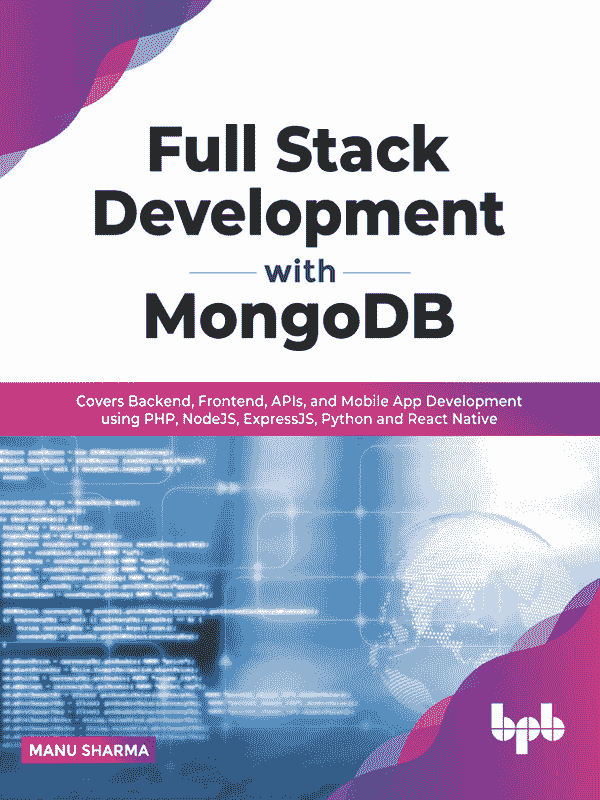 Full Stack
Development
with
MongoDB
Covers Backend, Frontend, APIs, and Mobile App Development
using PHP, NodeJS, ExpressJS, Python and React Native
MANU SHARMA
bpb